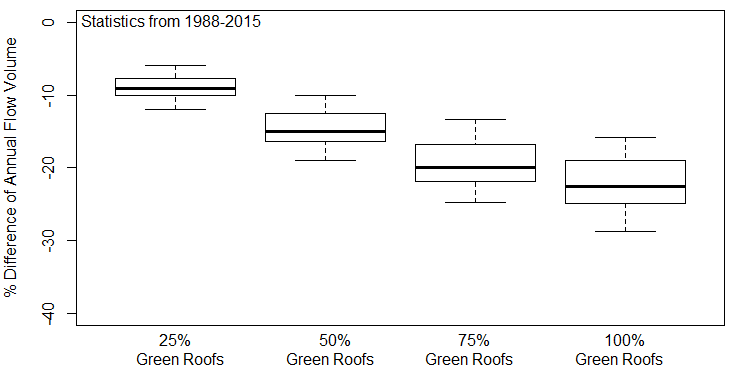 Statistics from 1988-2015
% Difference of Annual Flow Volume
0
-10
-20
-30
-40
25%
Green Roofs
50%
Green Roofs
75%
Green Roofs
100%
Green Roofs